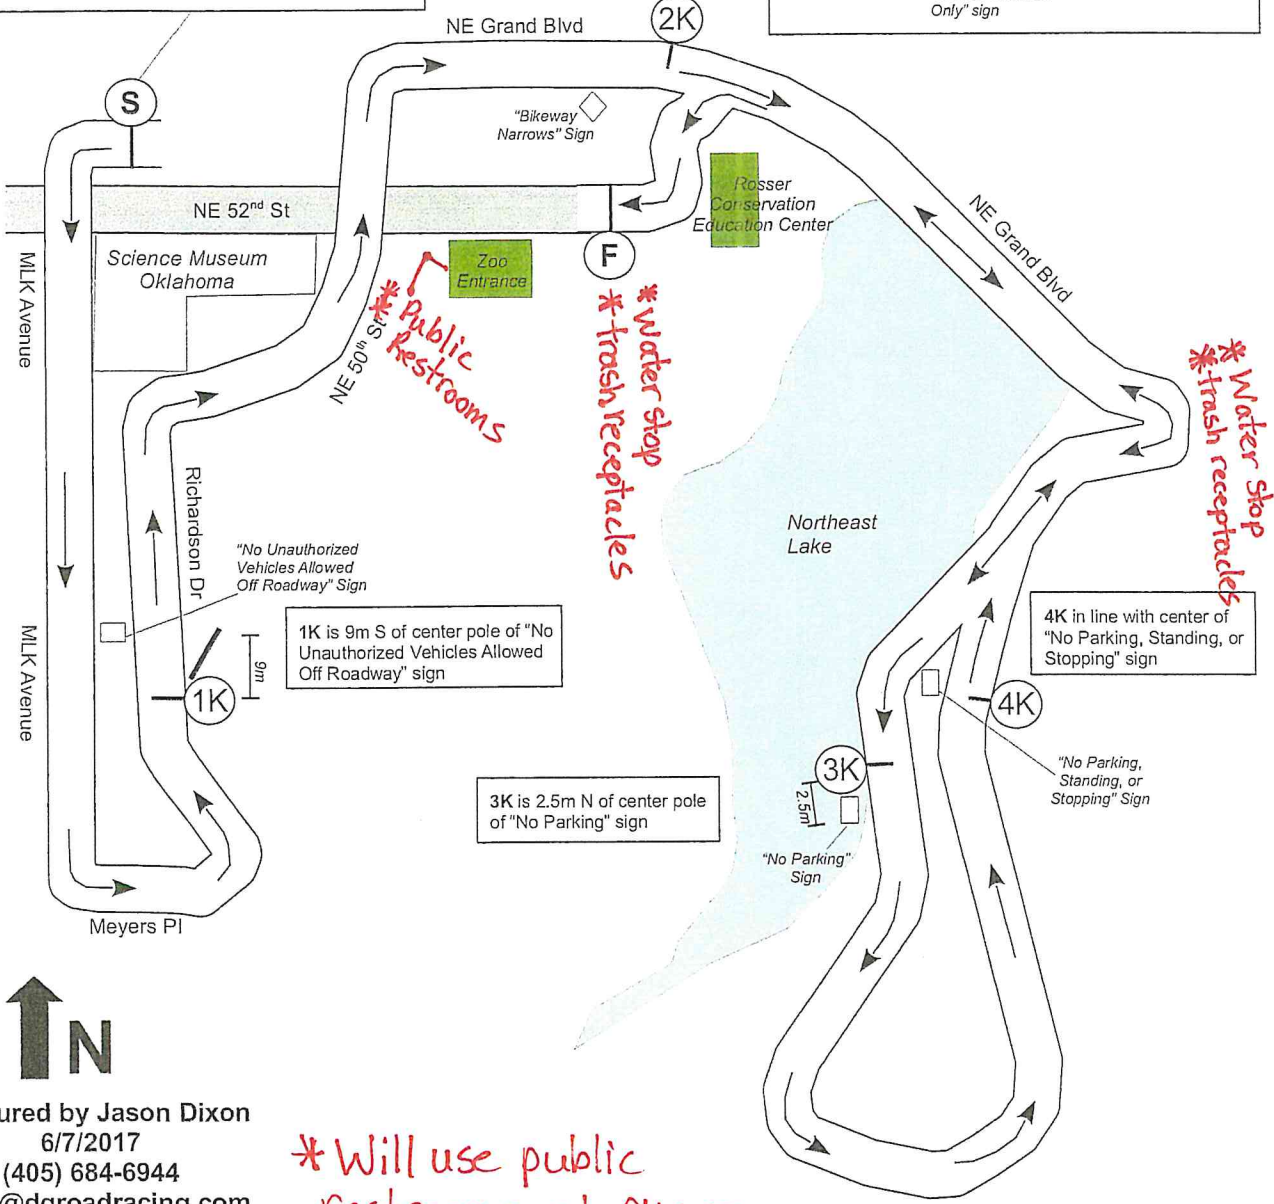 Only" sign
NE Grand Blvd
2K
S
"Bikeway
Narrows" Sign
NE 52nd St
Rosser
Conservation
Education Center
NE Grand Blvd
MLK Avenue
Science Museum
Oklahoma
Zoo
Entrance
F
NE 50th St
* Public
* Restrooms
* Water stop
* trash receptacles
* Water Stop
* trash receptacles
Richardson Dr
Northeast
Lake
"No Unauthorized
Vehicles Allowed
Off Roadway" Sign
1K is 9m S of center pole of "No
Unauthorized Vehicles Allowed
Off Roadway" sign
9m
1K
MLK Avenue
4K in line with center of
"No Parking, Standing, or
Stopping" sign
4K
3K
2.5m
3K is 2.5m N of center pole
of "No Parking" sign
"No Parking,
Standing, or
Stopping" Sign
"No Parking"
Sign
Meyers Pl
N
ured by Jason Dixon
6/7/2017
(405) 684-6944
@dgroadracing.com
* Will use public